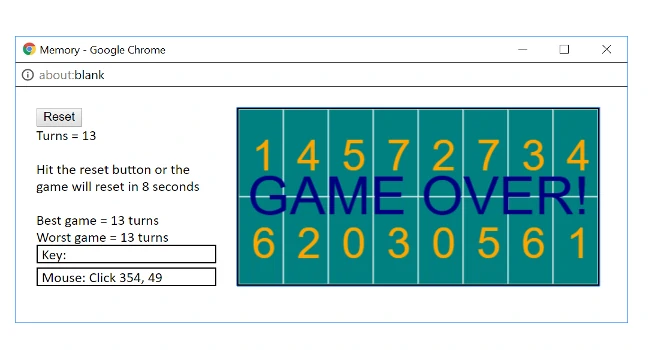 Memory - Google Chrome
about:blank
Reset
Turns = 13
Hit the reset button or the
game will reset in 8 seconds
Best game = 13 turns
Worst game = 13 turns
Key:
Mouse: Click 354, 49
1 4 5 7 2 7 3 4
GAME OVER!
6 2 0 3 0 5 6 1